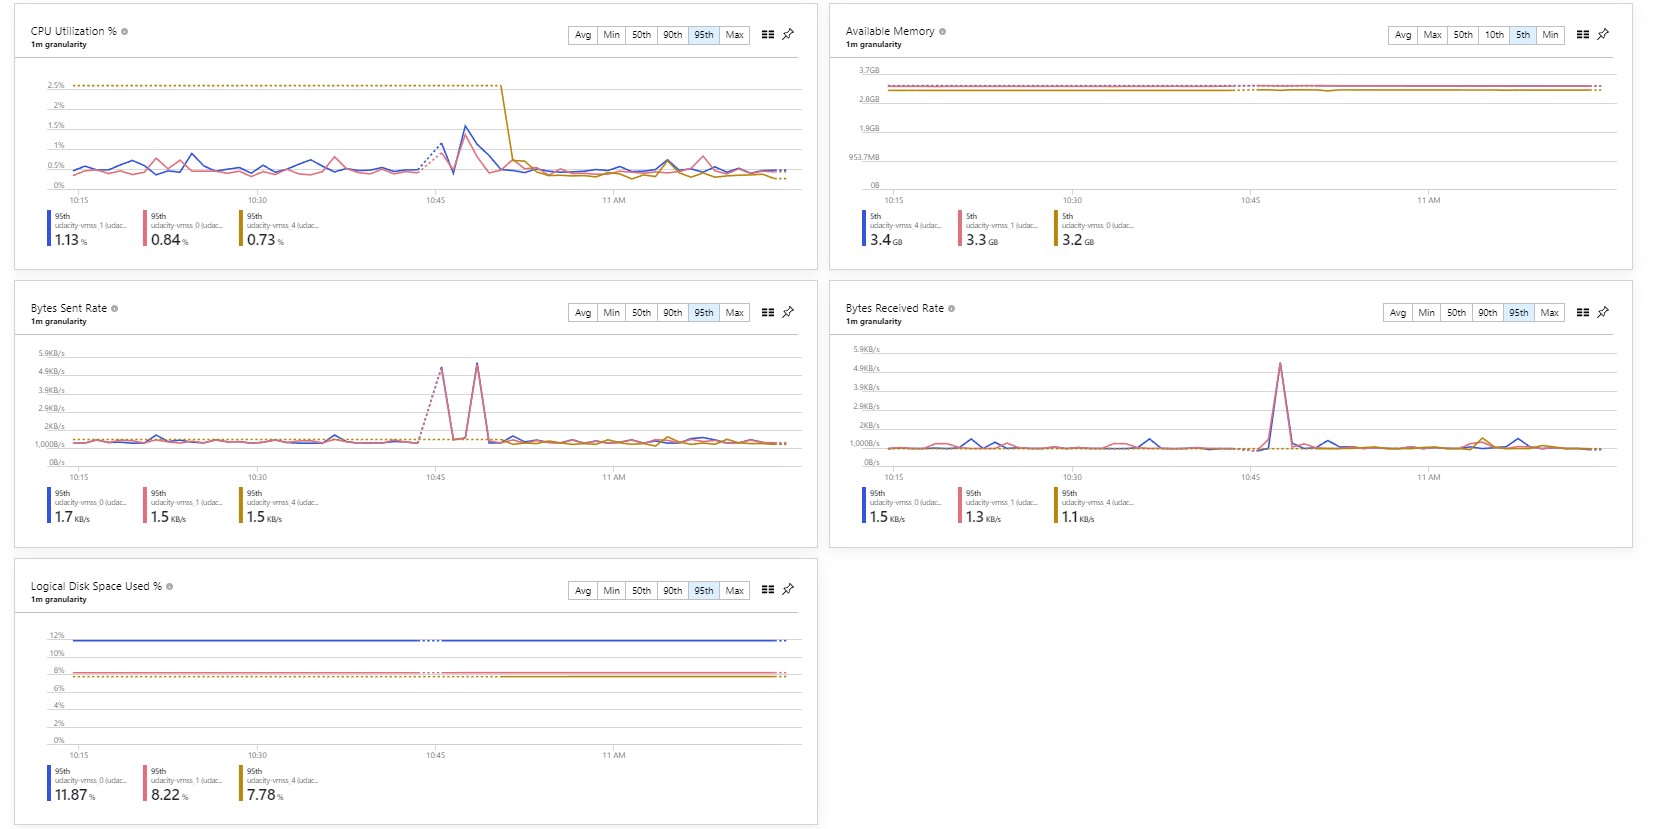 CPU Utilization %
1m granularity
Avg Min 50th 90th 95th Max
2.5%
2%
1.5%
1%
0.5%
0%
10:15 10:30 10:45 11 AM
95th 95th 95th
udacity-vmss_1 (udac... udacity-vmss_0 (udac... udacity-vmss_4 (udac...
1.13 % 0.84 % 0.73 %
Available Memory
1m granularity
Avg Max 50th 10th 5th Min
3.7GB
2.8GB
1.9GB
953.7MB
0B
10:15 10:30 10:45 11 AM
5th 5th 5th
udacity-vmss_4 (udac... udacity-vmss_1 (udac... udacity-vmss_0 (udac...
3.4 GB 3.3 GB 3.2 GB
Bytes Sent Rate
1m granularity
Avg Min 50th 90th 95th Max
5.9KB/s
4.9KB/s
3.9KB/s
2.9KB/s
2KB/s
1,000B/s
0B/s
10:15 10:30 10:45 11 AM
95th 95th 95th
udacity-vmss_0 (udac... udacity-vmss_1 (udac... udacity-vmss_4 (udac...
1.7 KB/s 1.5 KB/s 1.5 KB/s
Bytes Received Rate
1m granularity
Avg Min 50th 90th 95th Max
5.9KB/s
4.9KB/s
3.9KB/s
2.9KB/s
2KB/s
1,000B/s
0B/s
10:15 10:30 10:45 11 AM
95th 95th 95th
udacity-vmss_0 (udac... udacity-vmss_1 (udac... udacity-vmss_4 (udac...
1.5 KB/s 1.3 KB/s 1.1 KB/s
Logical Disk Space Used %
1m granularity
Avg Min 50th 90th 95th Max
12%
10%
8%
6%
4%
2%
0%
10:15 10:30 10:45 11 AM
95th 95th 95th
udacity-vmss_0 (udac... udacity-vmss_1 (udac... udacity-vmss_4 (udac...
11.87 % 8.22 % 7.78 %